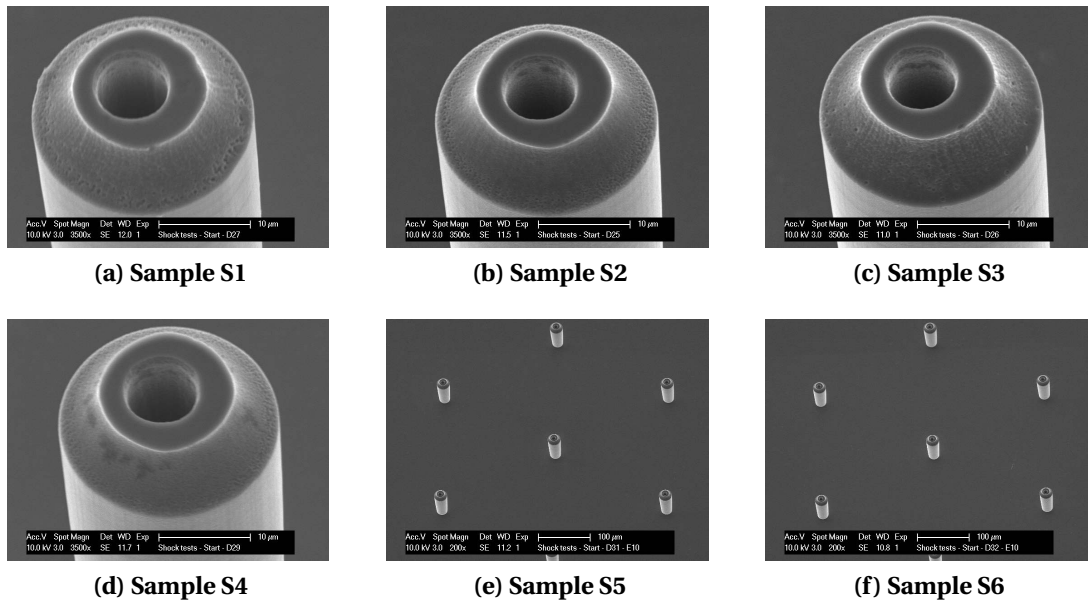 Acc.V Spot Magn Det WD Exp 10 µm
10.0 kV 3.0 3500x SE 12.0 1 Shock tests - Start - D27
Acc.V Spot Magn Det WD Exp 10 µm
10.0 kV 3.0 3500x SE 11.5 1 Shock tests - Start - D25
Acc.V Spot Magn Det WD Exp 10 µm
10.0 kV 3.0 3500x SE 11.0 1 Shock tests - Start - D26
(a) Sample S1
(b) Sample S2
(c) Sample S3
Acc.V Spot Magn Det WD Exp 10 µm
10.0 kV 3.0 3500x SE 11.7 1 Shock tests - Start - D29
Acc.V Spot Magn Det WD Exp 100 µm
10.0 kV 3.0 200x SE 11.2 1 Shock tests - Start - D31 - E10
Acc.V Spot Magn Det WD Exp 100 µm
10.0 kV 3.0 200x SE 10.8 1 Shock tests - Start - D32 - E10
(d) Sample S4
(e) Sample S5
(f) Sample S6